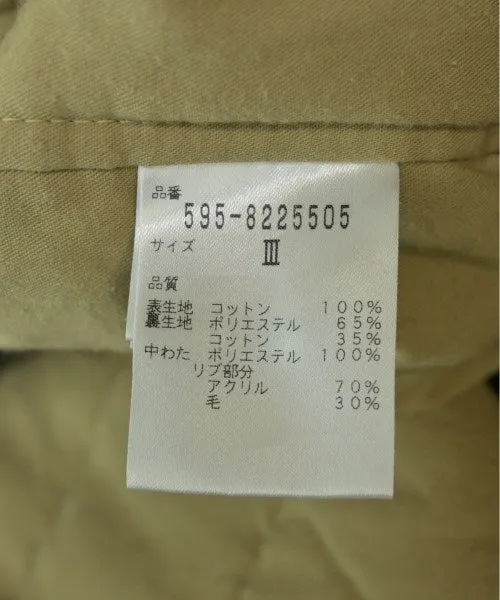 品番
595-8225505
サイズ
Ⅲ
品質
表生地 コットン 100%
裏生地 ポリエステル 65%
コットン 35%
中わた ポリエステル 100%
リブ部分
アクリル 70%
毛 30%